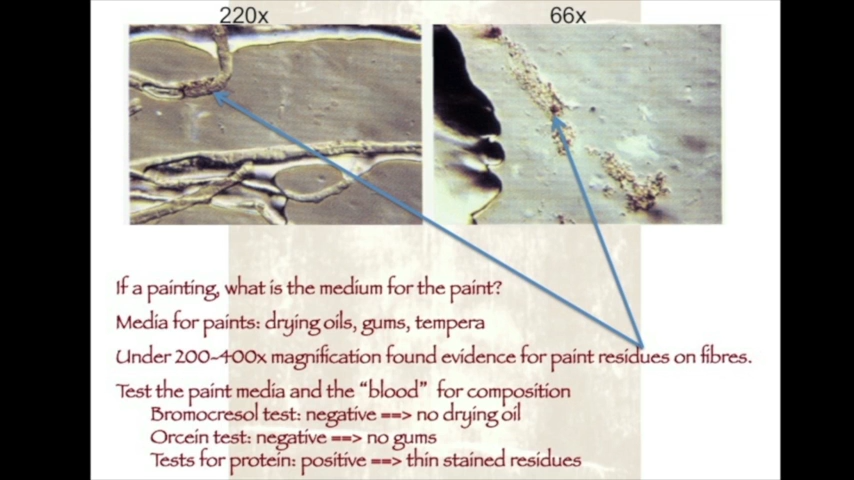 220x
66x
If a painting, what is the medium for the paint?
Media for paints: drying oils, gums, tempera
Under 200-400x magnification found evidence for paint residues on fibres.
Test the paint media and the “blood” for composition
Bromocresol test: negative ==> no drying oil
Orcein test: negative ==> no gums
Tests for protein: positive ==> thin stained residues